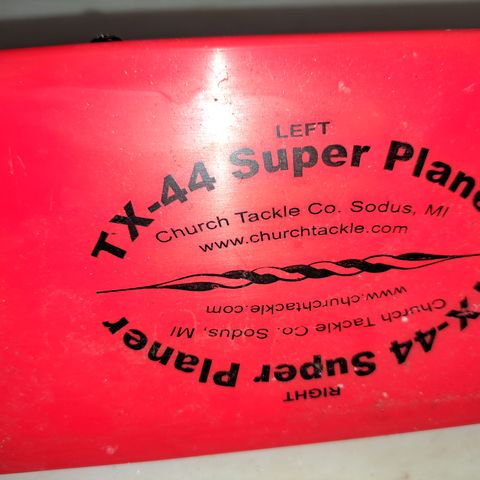 LEFT
TX-44 Super Plane
Church Tackle Co. Sodus, MI
www.churchtackle.com
RIGHT
TX-44 Super Planer
Church Tackle Co. Sodus, MI
www.churchtackle.com